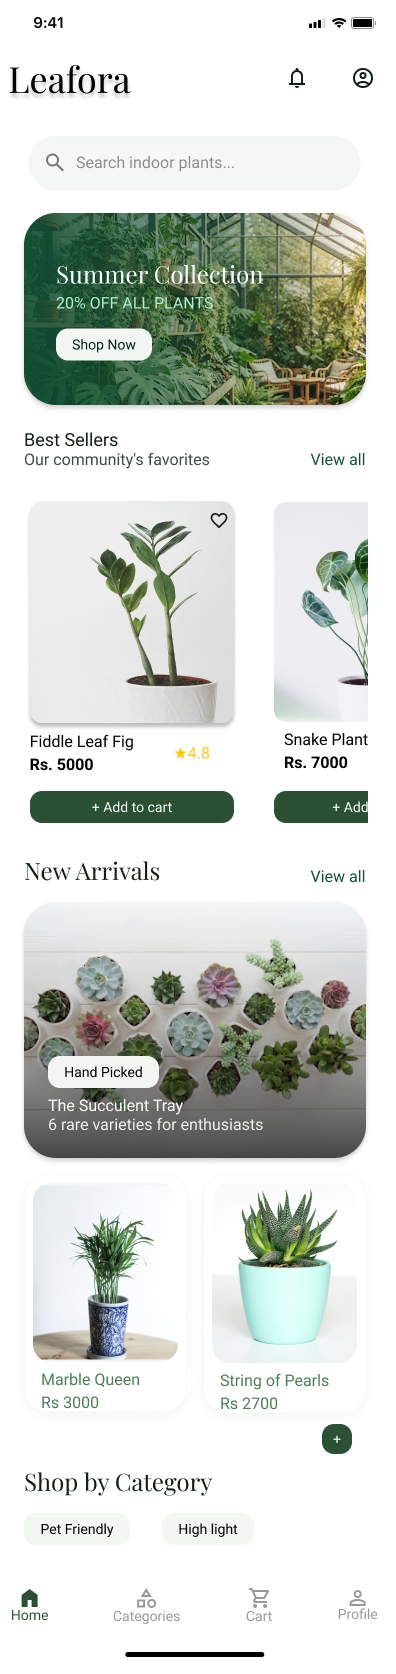 9:41
Leafora
Search indoor plants...
Summer Collection
20% OFF ALL PLANTS
Shop Now
Best Sellers
Our community's favorites
View all
Fiddle Leaf Fig
Rs. 5000
★4.8
+ Add to cart
Snake Plant
Rs. 7000
+ Add
New Arrivals
View all
Hand Picked
The Succulent Tray
6 rare varieties for enthusiasts
Marble Queen
Rs 3000
String of Pearls
Rs 2700
+
Shop by Category
Pet Friendly
High light
Home
Categories
Cart
Profile